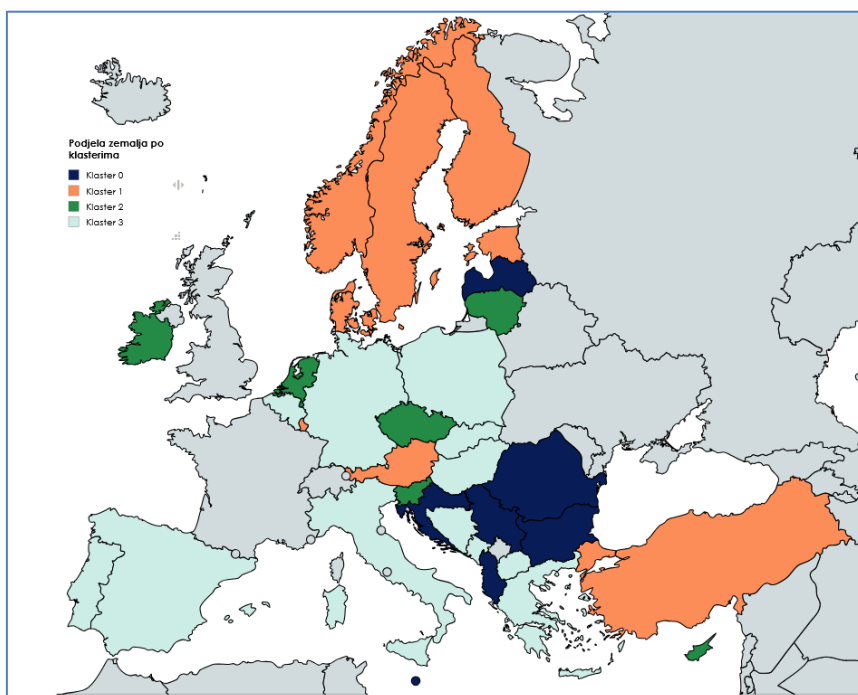 Podjela zemalja po
klasterima
Klaster 0
Klaster 1
Klaster 2
Klaster 3